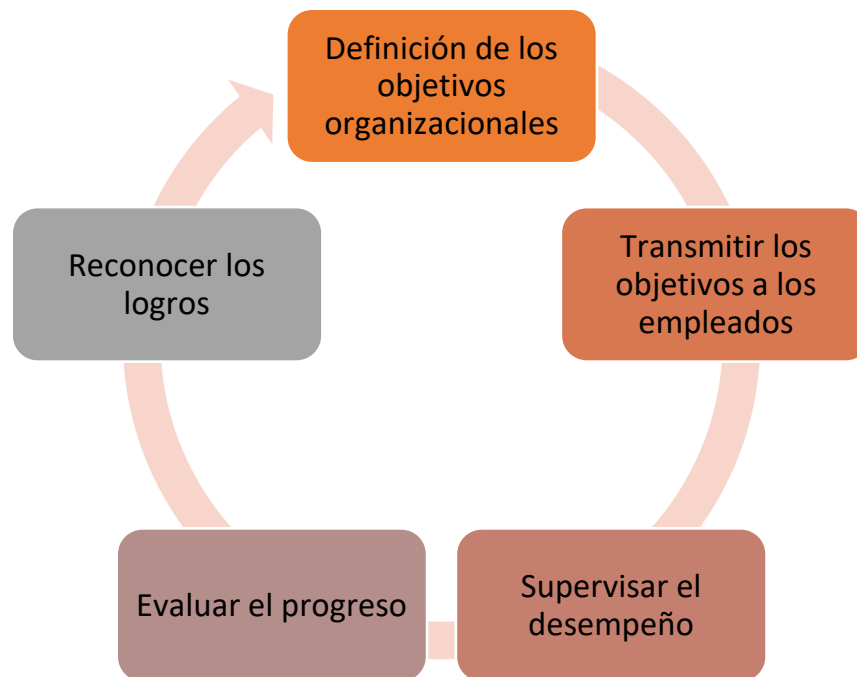 Definición de los
objetivos
organizacionales
Transmitir los
objetivos a los
empleados
Supervisar el
desempeño
Evaluar el progreso
Reconocer los
logros